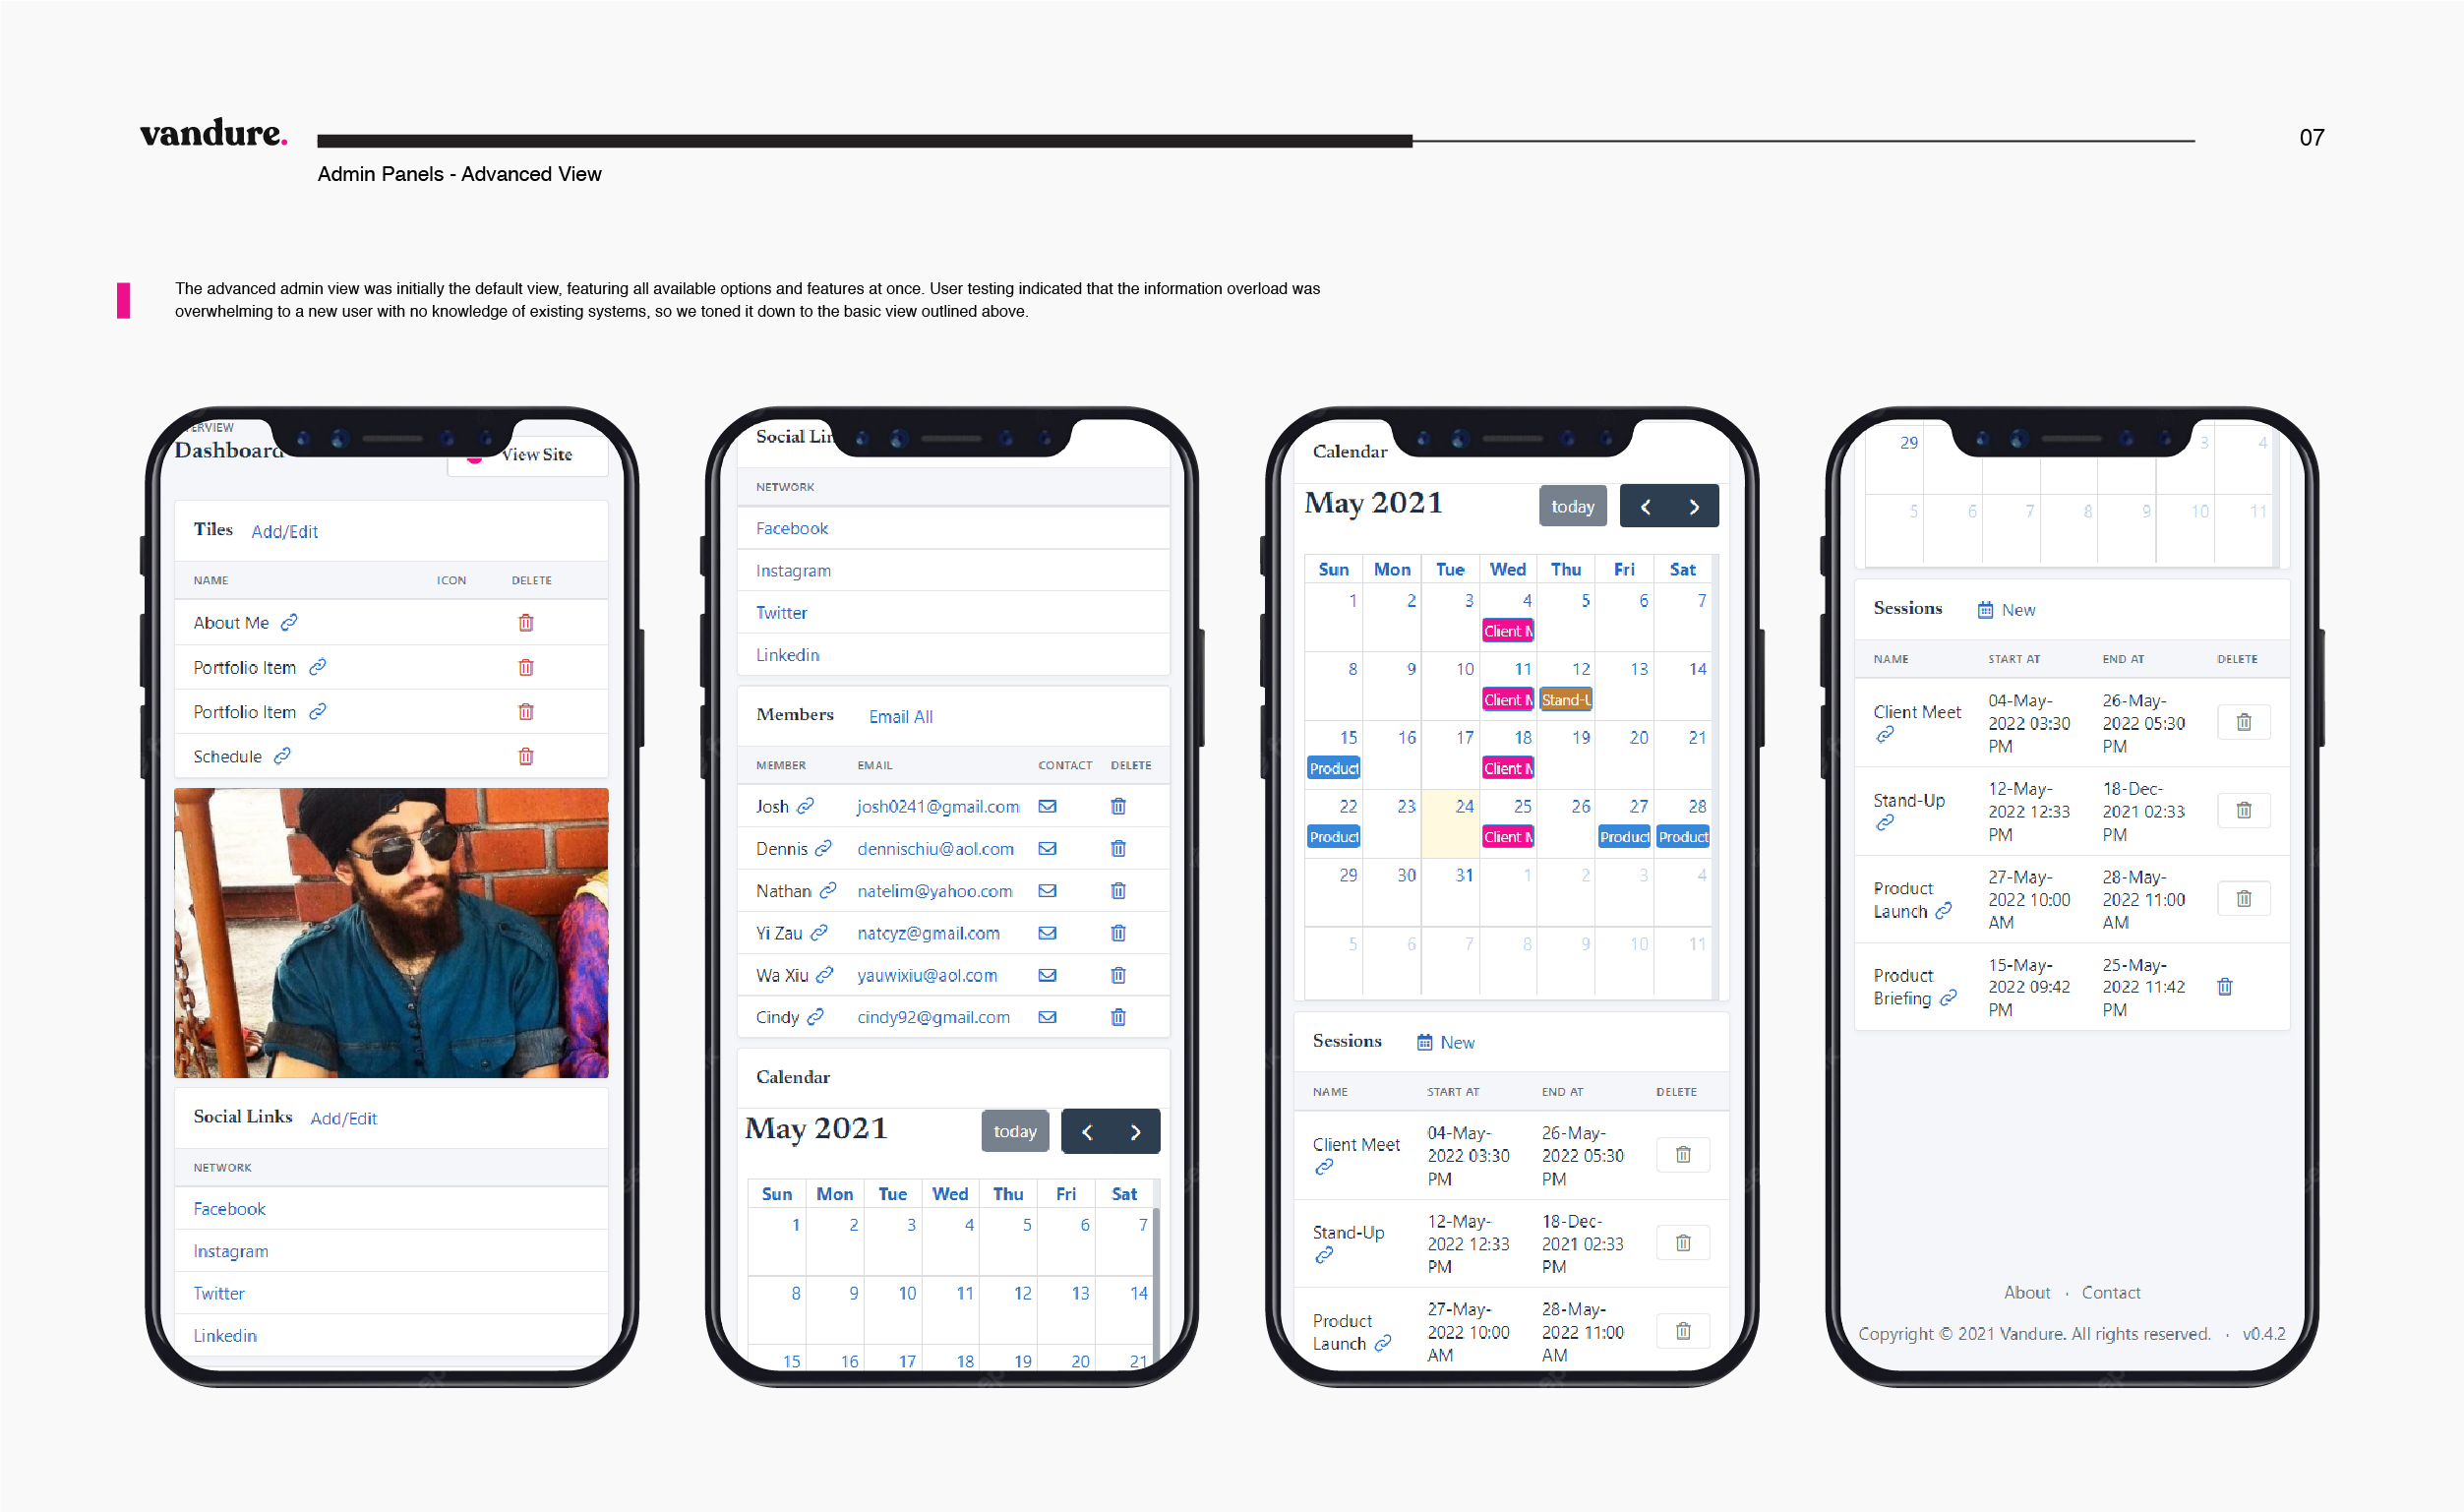 vandure.
07
Admin Panels - Advanced View
The advanced admin view was initially the default view, featuring all available options and features at once. User testing indicated that the information overload was
overwhelming to a new user with no knowledge of existing systems, so we toned it down to the basic view outlined above.
ERVIEW
Dashboard
View Site
Tiles Add/Edit
NAME ICON DELETE
About Me
Portfolio Item
Portfolio Item
Schedule
Social Links Add/Edit
NETWORK
Facebook
Instagram
Twitter
Linkedin
Social Lin
NETWORK
Facebook
Instagram
Twitter
Linkedin
Members Email All
MEMBER EMAIL CONTACT DELETE
Josh josh0241@gmail.com
Dennis dennischiu@aol.com
Nathan natelim@yahoo.com
Yi Zau natcyz@gmail.com
Wa Xiu yauwixiu@aol.com
Cindy cindy92@gmail.com
Calendar
May 2021 today
Sun Mon Tue Wed Thu Fri Sat
1 2 3 4 5 6 7
8 9 10 11 12 13 14
15 16 17 18 19 20 21
Calendar
May 2021 today
Sun Mon Tue Wed Thu Fri Sat
1 2 3 4 5 6 7
Client M
8 9 10 11 12 13 14
Client M Stand-U
15 16 17 18 19 20 21
Product Client M
22 23 24 25 26 27 28
Product Client M Product Product
29 30 31 1 2 3 4
5 6 7 8 9 10 11
Sessions New
NAME START AT END AT DELETE
Client Meet 04-May-2022 03:30 PM 26-May-2022 05:30 PM
Stand-Up 12-May-2022 12:33 PM 18-Dec-2021 02:33 PM
Product Launch 27-May-2022 10:00 AM 28-May-2022 11:00 AM
29 3 4
5 6 7 8 9 10 11
Sessions New
NAME START AT END AT DELETE
Client Meet 04-May-2022 03:30 PM 26-May-2022 05:30 PM
Stand-Up 12-May-2022 12:33 PM 18-Dec-2021 02:33 PM
Product Launch 27-May-2022 10:00 AM 28-May-2022 11:00 AM
Product Briefing 15-May-2022 09:42 PM 25-May-2022 11:42 PM
About · Contact
Copyright © 2021 Vandure. All rights reserved. · v0.4.2